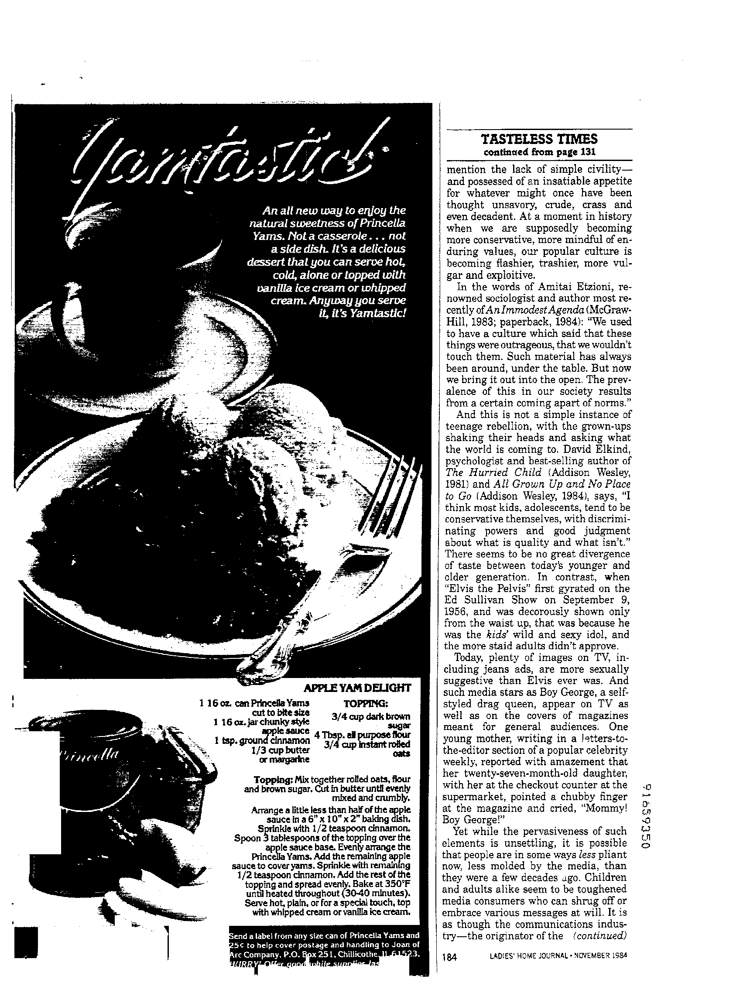 Yamtastic!
An all new way to enjoy the
natural sweetness of Princella
Yams. Not a casserole . . . not
a side dish. It's a delicious
dessert that you can serve hot,
cold, alone or topped with
vanilla ice cream or whipped
cream. Anyway you serve
it, it's Yamtastic!
APPLE YAM DELIGHT
1 16 oz. can Princella Yams
cut to bite size
1 16 oz. jar chunky style
apple sauce
1 tsp. ground cinnamon
1/3 cup butter
or margarine
TOPPING:
3/4 cup dark brown
sugar
4 Tbsp. all purpose flour
3/4 cup instant rolled
oats
Topping: Mix together rolled oats, flour
and brown sugar. Cut in butter until evenly
mixed and crumbly.
Arrange a little less than half of the apple
sauce in a 6" x 10" x 2" baking dish.
Sprinkle with 1/2 teaspoon cinnamon.
Spoon 3 tablespoons of the topping over the
apple sauce base. Evenly arrange the
Princella Yams. Add the remaining apple
sauce to cover yams. Sprinkle with remaining
1/2 teaspoon cinnamon. Add the rest of the
topping and spread evenly. Bake at 350°F
until heated throughout (30-40 minutes).
Serve hot, plain, or for a special touch, top
with whipped cream or vanilla ice cream.
Princella
Send a label from any size can of Princella Yams and
25¢ to help cover postage and handling to Joan of
Arc Company, P.O. Box 251, Chillicothe, IL 61523.
HURRY! Offer good while supplies
TASTELESS TIMES
continued from page 131
mention the lack of simple civility—
and possessed of an insatiable appetite
for whatever might once have been
thought unsavory, crude, crass and
even decadent. At a moment in history
when we are supposedly becoming
more conservative, more mindful of en-
during values, our popular culture is
becoming flashier, trashier, more vul-
gar and exploitive.
In the words of Amitai Etzioni, re-
nowned sociologist and author most re-
cently of An Immodest Agenda (McGraw-
Hill, 1983; paperback, 1984): "We used
to have a culture which said that these
things were outrageous, that we wouldn't
touch them. Such material has always
been around, under the table. But now
we bring it out into the open. The prev-
alence of this in our society results
from a certain coming apart of norms."
And this is not a simple instance of
teenage rebellion, with the grown-ups
shaking their heads and asking what
the world is coming to. David Elkind,
psychologist and best-selling author of
The Hurried Child (Addison Wesley,
1981) and All Grown Up and No Place
to Go (Addison Wesley, 1984), says, "I
think most kids, adolescents, tend to be
conservative themselves, with discrimi-
nating powers and good judgment
about what is quality and what isn't."
There seems to be no great divergence
of taste between today's younger and
older generation. In contrast, when
"Elvis the Pelvis" first gyrated on the
Ed Sullivan Show on September 9,
1956, and was decorously shown only
from the waist up, that was because he
was the kids' wild and sexy idol, and
the more staid adults didn't approve.
Today, plenty of images on TV, in-
cluding jeans ads, are more sexually
suggestive than Elvis ever was. And
such media stars as Boy George, a self-
styled drag queen, appear on TV as
well as on the covers of magazines
meant for general audiences. One
young mother, writing in a letters-to-
the-editor section of a popular celebrity
weekly, reported with amazement that
her twenty-seven-month-old daughter,
with her at the checkout counter at the
supermarket, pointed a chubby finger
at the magazine and cried, "Mommy!
Boy George!"
Yet while the pervasiveness of such
elements is unsettling, it is possible
that people are in some ways less pliant
now, less molded by the media, than
they were a few decades ago. Children
and adults alike seem to be toughened
media consumers who can shrug off or
embrace various messages at will. It is
as though the communications indus-
try—the originator of the (continued)
184 LADIES' HOME JOURNAL • NOVEMBER 1984
91659350